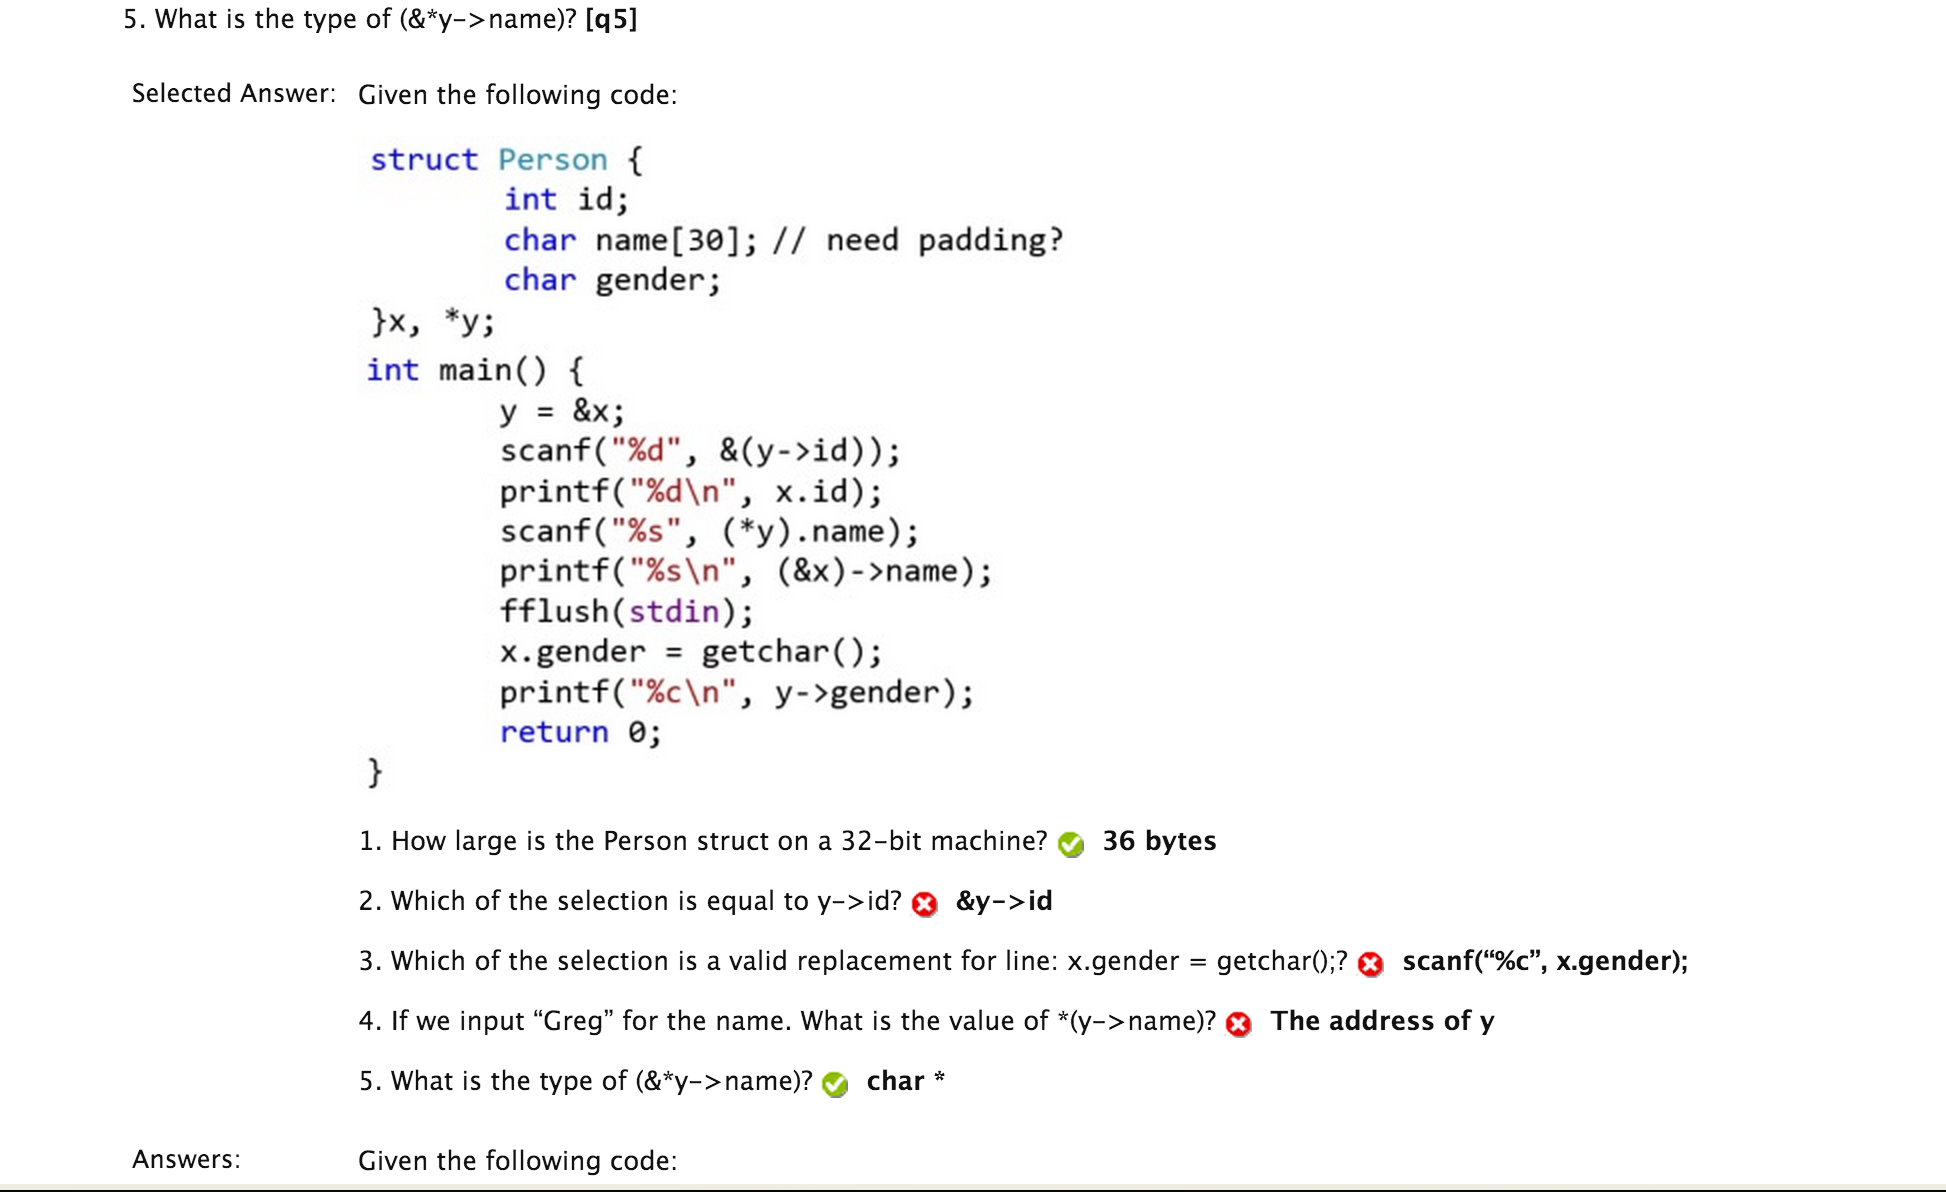 5. What is the type of (&*y->name)? [q5]
Selected Answer: Given the following code:
struct Person {
int id;
char name[30]; // need padding?
char gender;
}x, *y;
int main() {
y = &x;
scanf("%d", &(y->id));
printf("%d\n", x.id);
scanf("%s", (*y).name);
printf("%s\n", (&x)->name);
fflush(stdin);
x.gender = getchar();
printf("%c\n", y->gender);
return 0;
}
1. How large is the Person struct on a 32-bit machine? 36 bytes
2. Which of the selection is equal to y->id? &y->id
3. Which of the selection is a valid replacement for line: x.gender = getchar();? scanf(“%c”, x.gender);
4. If we input “Greg” for the name. What is the value of *(y->name)? The address of y
5. What is the type of (&*y->name)? char *
Answers: Given the following code: